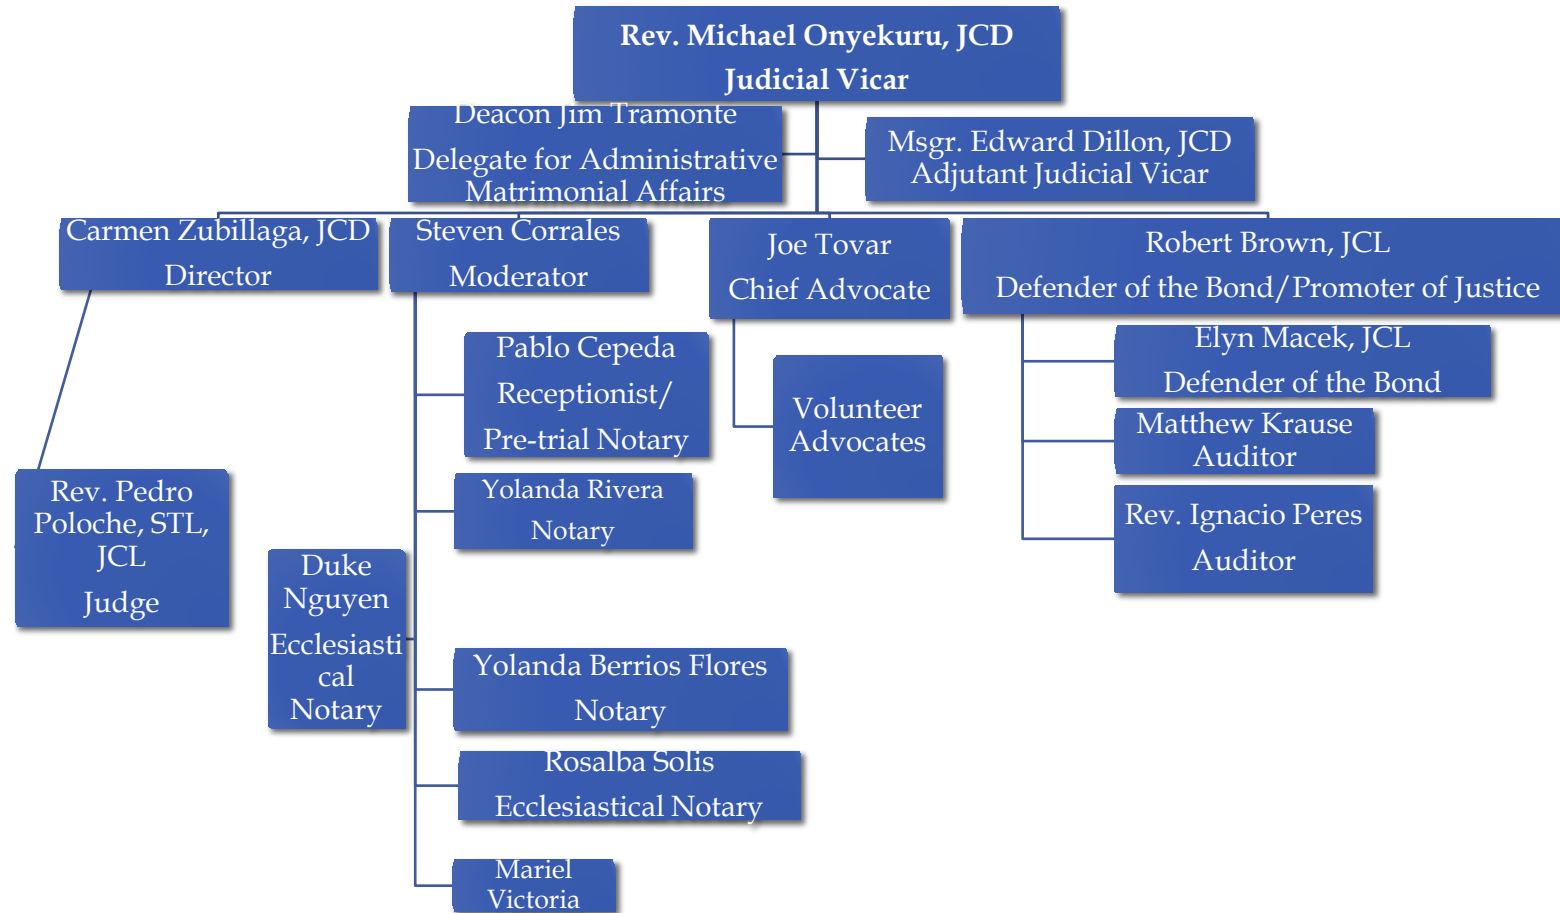 Rev. Michael Onyekuru, JCD
Judicial Vicar
Deacon Jim Tramonte
Delegate for Administrative
Matrimonial Affairs
Msgr. Edward Dillon, JCD
Adjutant Judicial Vicar
Carmen Zubillaga, JCD
Director
Steven Corrales
Moderator
Joe Tovar
Chief Advocate
Robert Brown, JCL
Defender of the Bond/Promoter of Justice
Pablo Cepeda
Receptionist/
Pre-trial Notary
Volunteer
Advocates
Elyn Macek, JCL
Defender of the Bond
Matthew Krause
Auditor
Rev. Pedro
Poloche, STL,
JCL
Judge
Yolanda Rivera
Notary
Rev. Ignacio Peres
Auditor
Duke
Nguyen
Ecclesiasti
cal
Notary
Yolanda Berrios Flores
Notary
Rosalba Solis
Ecclesiastical Notary
Mariel
Victoria